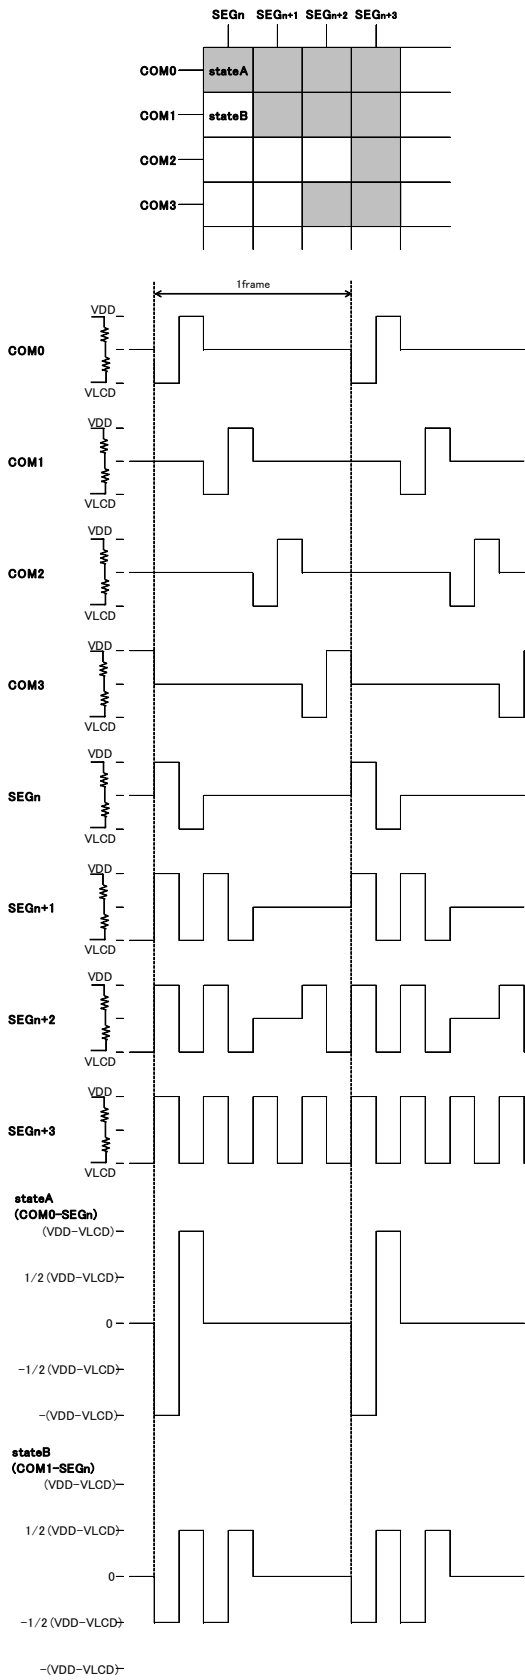 SEGn SEGn+1 SEGn+2 SEGn+3
COM0 stateA
COM1 stateB
COM2
COM3
1frame
VDD
COM0
VLCD
VDD
COM1
VLCD
VDD
COM2
VLCD
VDD
COM3
VLCD
VDD
SEGn
VLCD
VDD
SEGn+1
VLCD
VDD
SEGn+2
VLCD
VDD
SEGn+3
VLCD
stateA
(COM0-SEGn)
(VDD-VLCD)
1/2(VDD-VLCD)
0
-1/2(VDD-VLCD)
-(VDD-VLCD)
stateB
(COM1-SEGn)
(VDD-VLCD)
1/2(VDD-VLCD)
0
-1/2(VDD-VLCD)
-(VDD-VLCD)